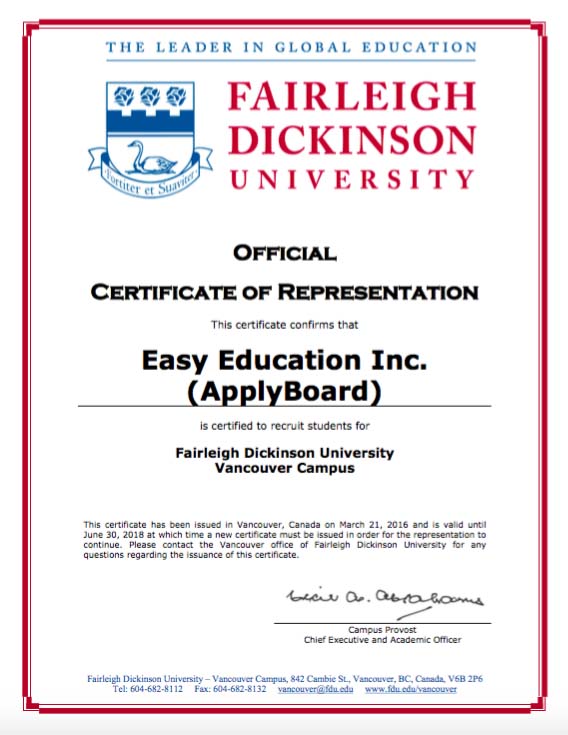 THE LEADER IN GLOBAL EDUCATION
FAIRLEIGH
DICKINSON
UNIVERSITY
Fortiter et Suaviter
OFFICIAL
CERTIFICATE OF REPRESENTATION
This certificate confirms that
Easy Education Inc.
(ApplyBoard)
is certified to recruit students for
Fairleigh Dickinson University
Vancouver Campus
This certificate has been issued in Vancouver, Canada on March 21, 2016 and is valid until
June 30, 2018 at which time a new certificate must be issued in order for the representation to
continue. Please contact the Vancouver office of Fairleigh Dickinson University for any
questions regarding the issuance of this certificate.
Cecil A. Abrahams
Campus Provost
Chief Executive and Academic Officer
Fairleigh Dickinson University – Vancouver Campus, 842 Cambie St., Vancouver, BC, Canada, V6B 2P6
Tel: 604-682-8112 Fax: 604-682-8132 vancouver@fdu.edu www.fdu.edu/vancouver